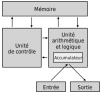 Mémoire
Unité
de contrôle
Unité
arithmétique
et logique
Accumulateur
Entrée
Sortie